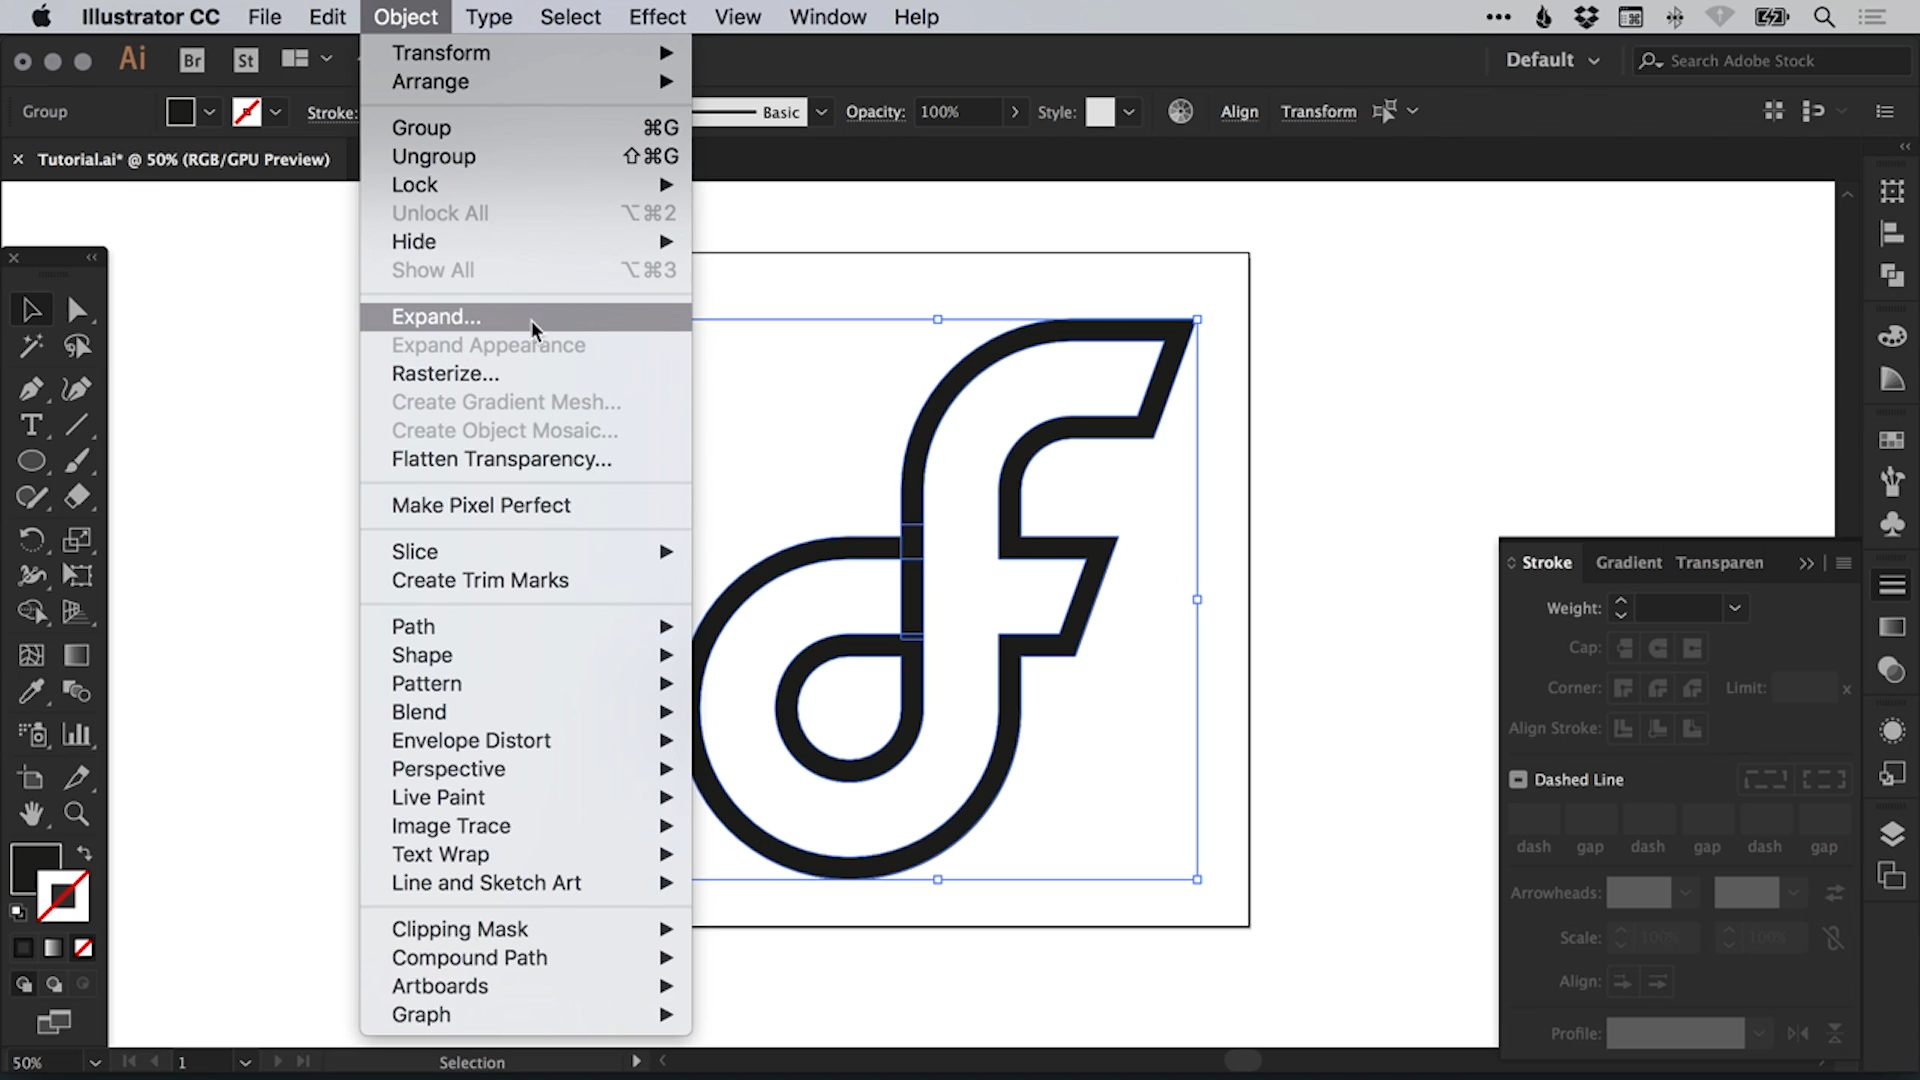 Illustrator CC File Edit Object Type Select Effect View Window Help
Ai Br St Default Search Adobe Stock
Group Stroke: Basic Opacity: 100% Style: Align Transform
Tutorial.ai* @ 50% (RGB/GPU Preview)
Transform
Arrange
Group ⌘G
Ungroup ⇧⌘G
Lock
Unlock All ⌥⌘2
Hide
Show All ⌥⌘3
Expand...
Expand Appearance
Rasterize...
Create Gradient Mesh...
Create Object Mosaic...
Flatten Transparency...
Make Pixel Perfect
Slice
Create Trim Marks
Path
Shape
Pattern
Blend
Envelope Distort
Perspective
Live Paint
Image Trace
Text Wrap
Line and Sketch Art
Clipping Mask
Compound Path
Artboards
Graph
Stroke Gradient Transparen
Weight:
Cap:
Corner: Limit: x
Align Stroke:
Dashed Line
dash gap dash gap dash gap
Arrowheads:
Scale: 100% 100%
Align:
Profile:
50% 1 Selection